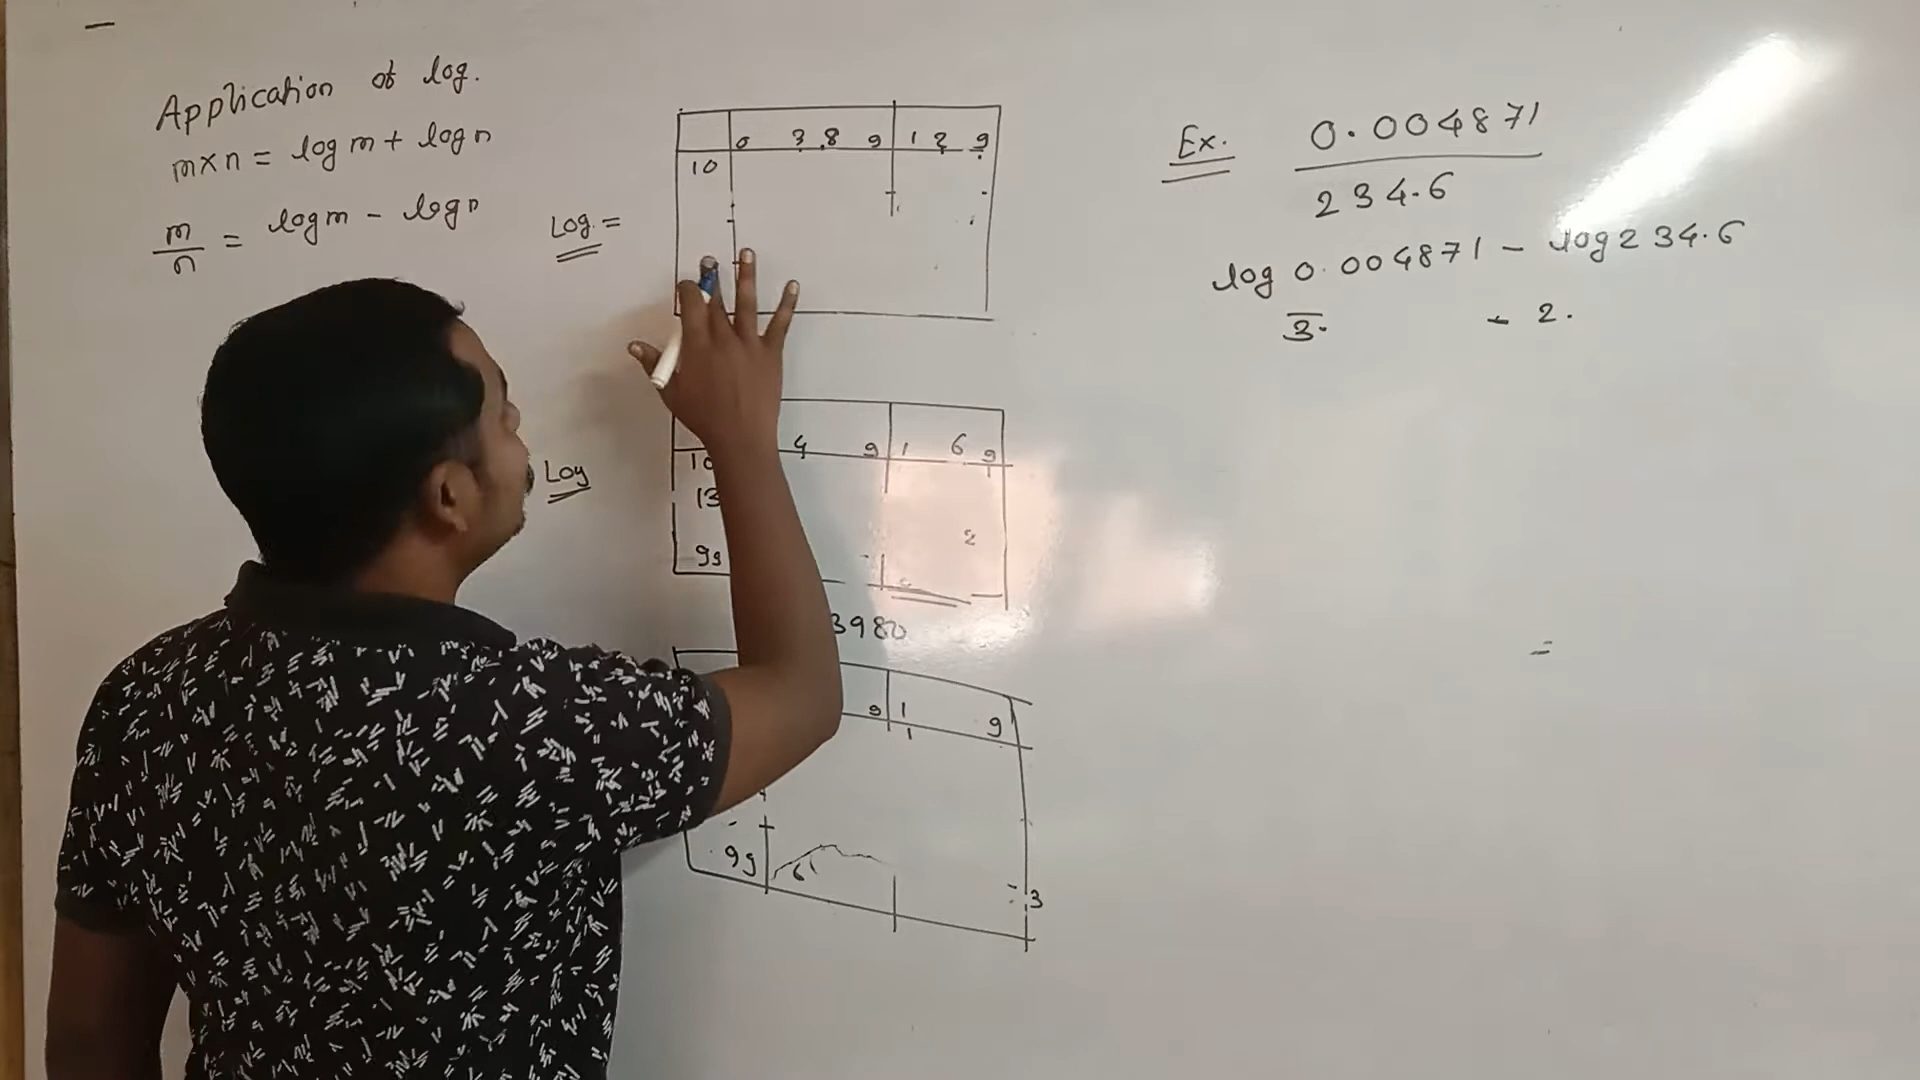 Application of log.
m×n = log m + log n
m/n = log m - log n
Log =
0 3 8 9 1 2 9
10
Log
4 9 1 6 9
10
13
2
99
3980
9 1 9
1
99 6
3
Ex. 0.004871
234.6
log 0.004871 - log 234.6
3̅. - 2.
=